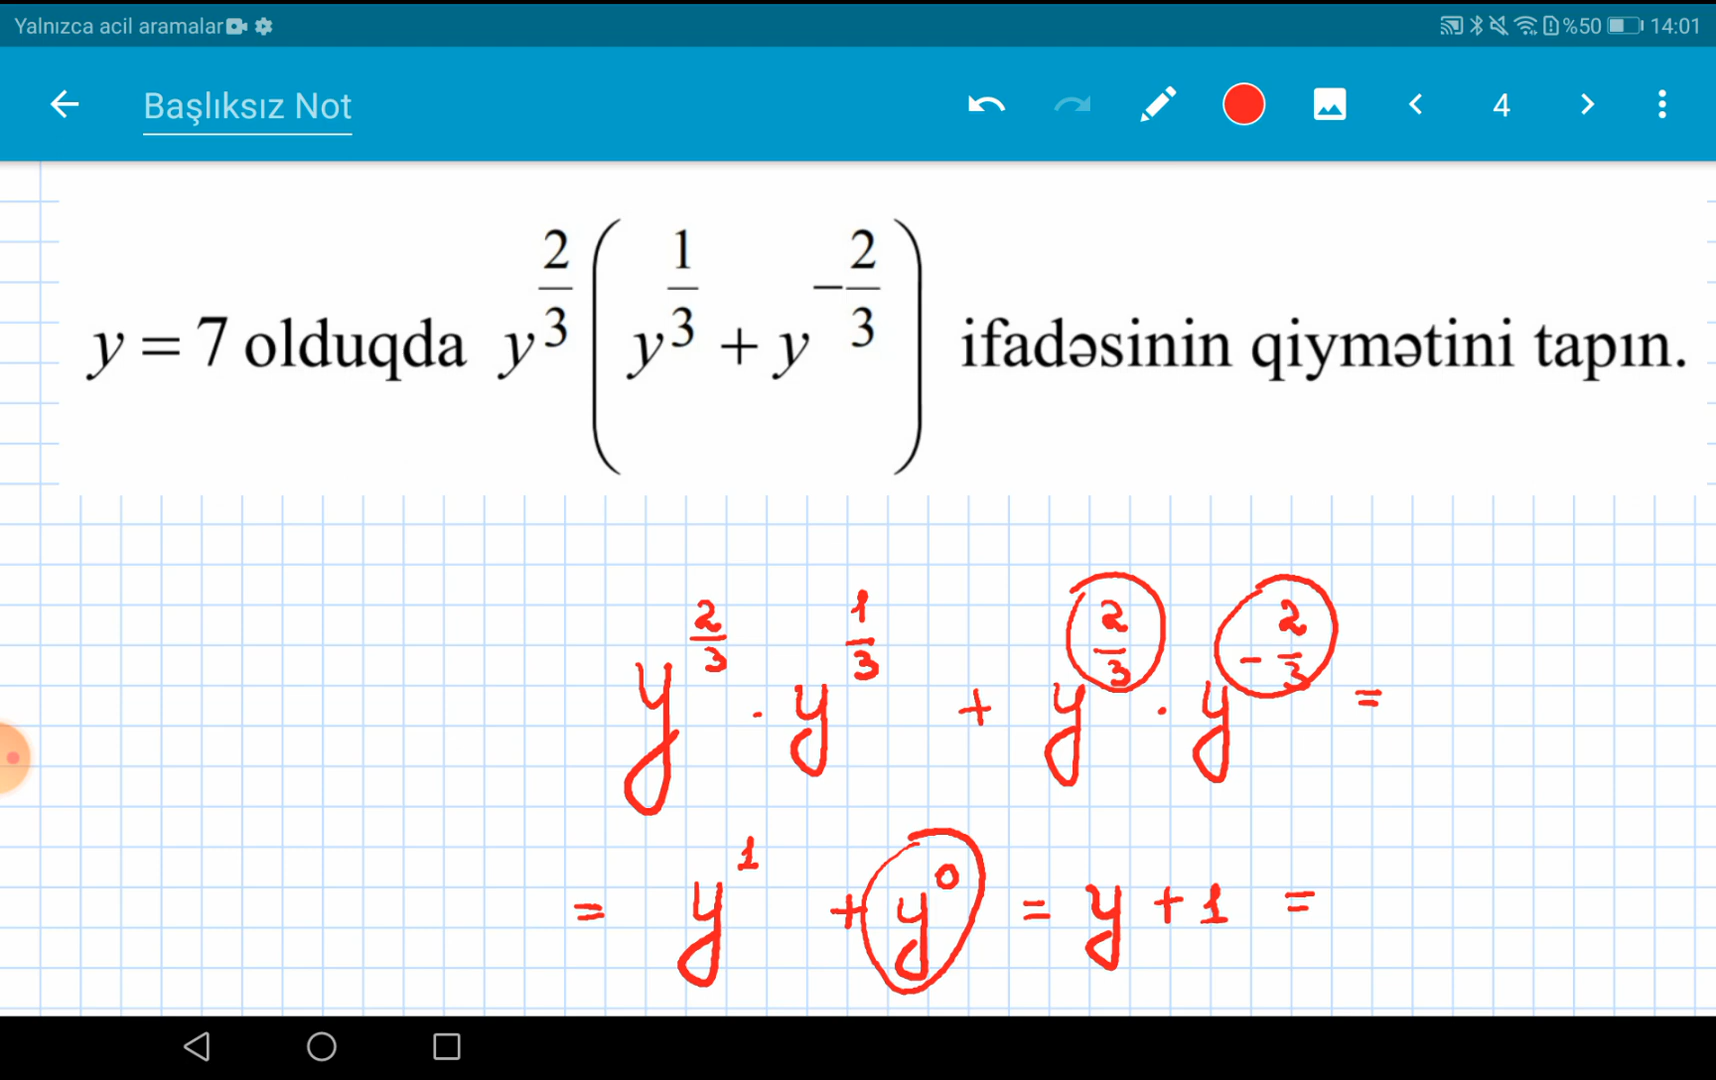 Yalnızca acil aramalar %50 14:01
Başlıksız Not 4
y = 7 olduqda y^{2/3} ( y^{1/3} + y^{-2/3} ) ifadəsinin qiymətini tapın.
y^{2/3} · y^{1/3} + y^{2/3} · y^{-2/3} =
= y^1 + y^0 = y + 1 =